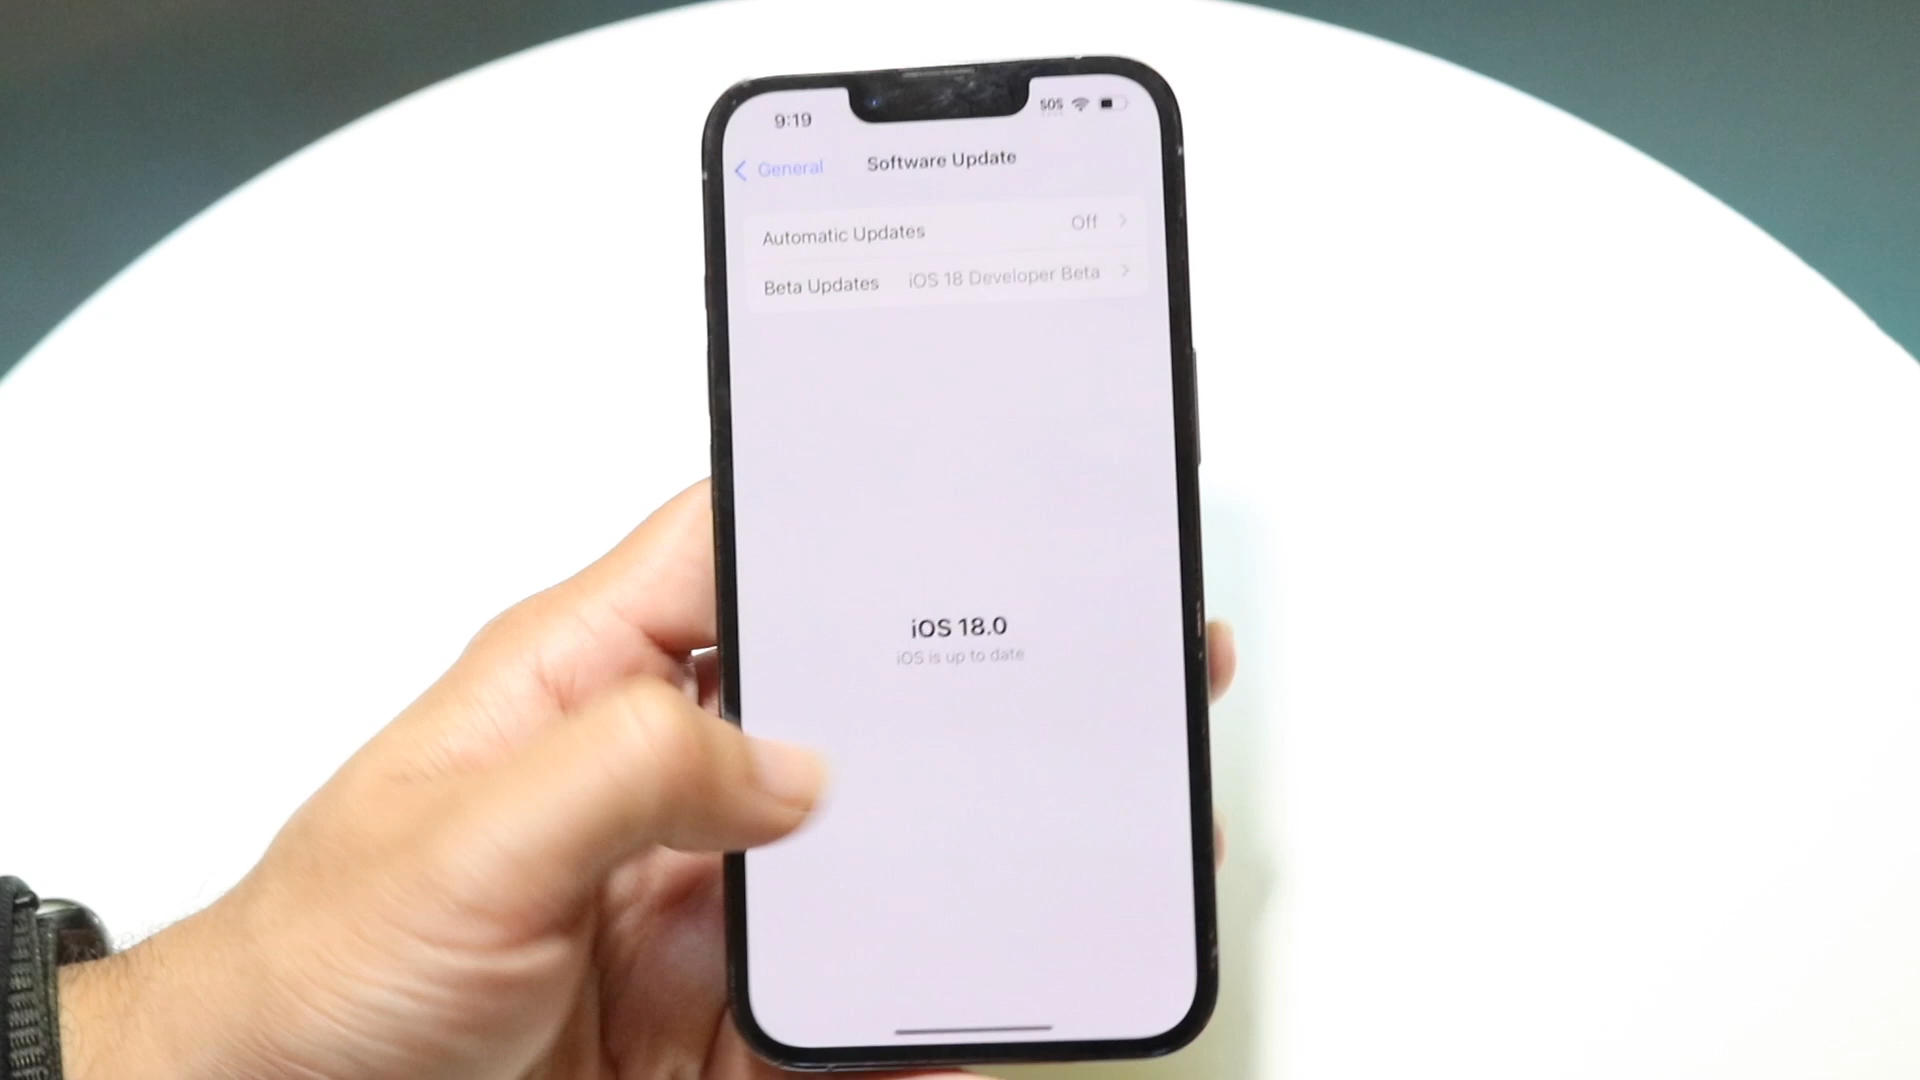 9:19 SOS
General Software Update
Automatic Updates Off
Beta Updates iOS 18 Developer Beta
iOS 18.0
iOS is up to date